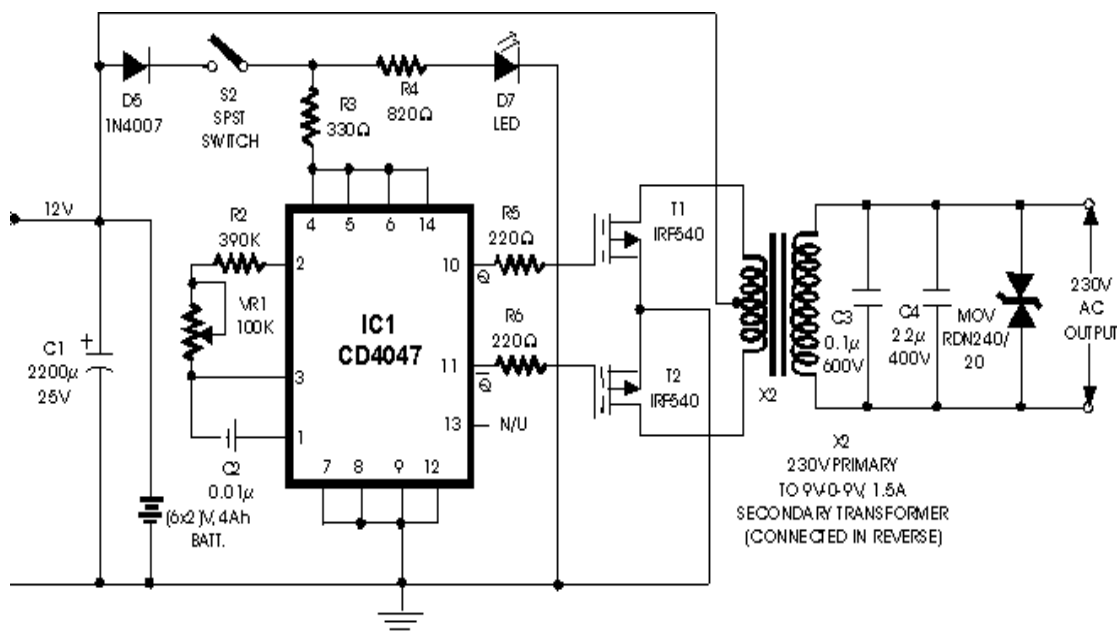 D5
1N4007
S2
SPST
SWITCH
R3
330Ω
R4
820Ω
D7
LED
12V
R2
390K
VR1
100K
C1
2200µ
25V
+
4
5
6
14
2
10
Q
IC1
CD4047
3
11
Q̅
1
13
N/U
7
8
9
12
C2
0.01µ
(6x2)V, 4Ah
BATT.
R5
220Ω
R6
220Ω
T1
IRF540
T2
IRF540
X2
C3
0.1µ
600V
C4
2.2µ
400V
MOV
RDN240/
20
230V
AC
OUTPUT
X2
230V PRIMARY
TO 9V-0-9V, 1.5A
SECONDARY TRANSFORMER
(CONNECTED IN REVERSE)